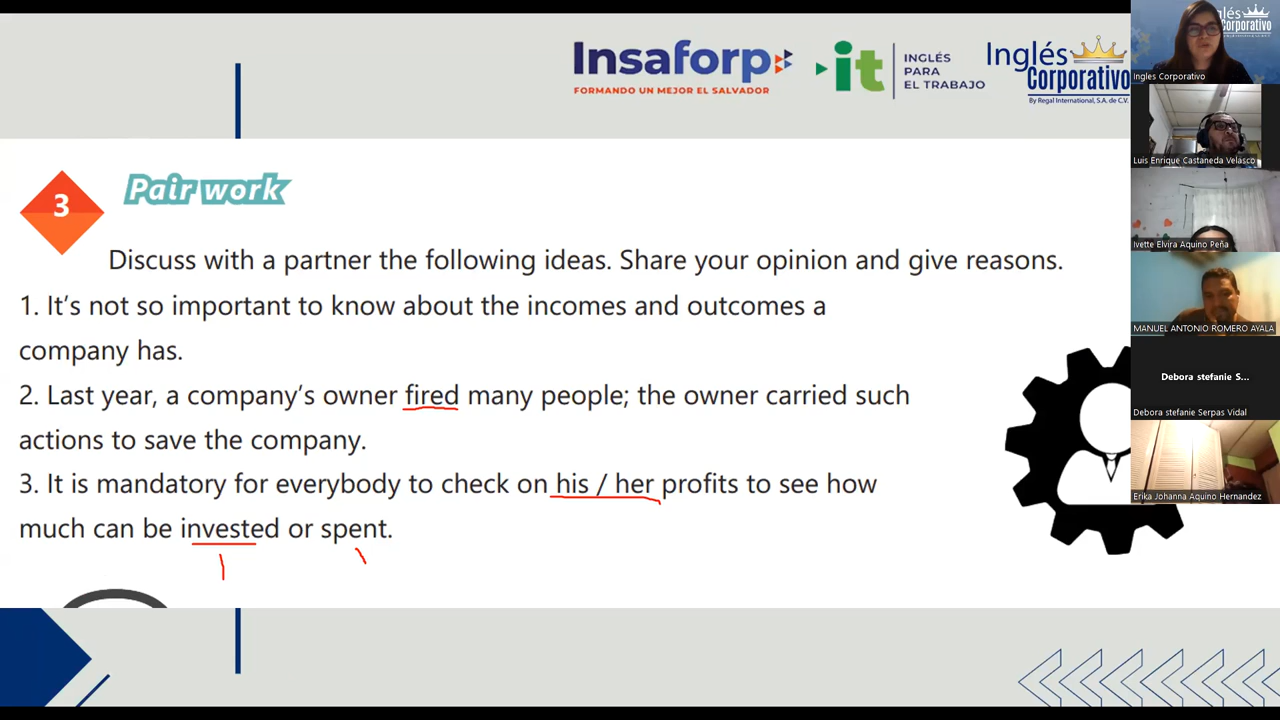 Insaforp
FORMANDO UN MEJOR EL SALVADOR
it
INGLÉS
PARA
EL TRABAJO
Inglés
Corporativo
By Regal International, S.A. de C.V.
3
Pair work
Discuss with a partner the following ideas. Share your opinion and give reasons.
1. It's not so important to know about the incomes and outcomes a
company has.
2. Last year, a company's owner fired many people; the owner carried such
actions to save the company.
3. It is mandatory for everybody to check on his / her profits to see how
much can be invested or spent.
glés
Corporativo
Ingles Corporativo
Luis Enrique Castaneda Velasco
Ivette Elvira Aquino Peña
MANUEL ANTONIO ROMERO AYALA
Debora stefanie S...
Debora stefanie Serpas Vidal
Erika Johanna Aquino Hernandez